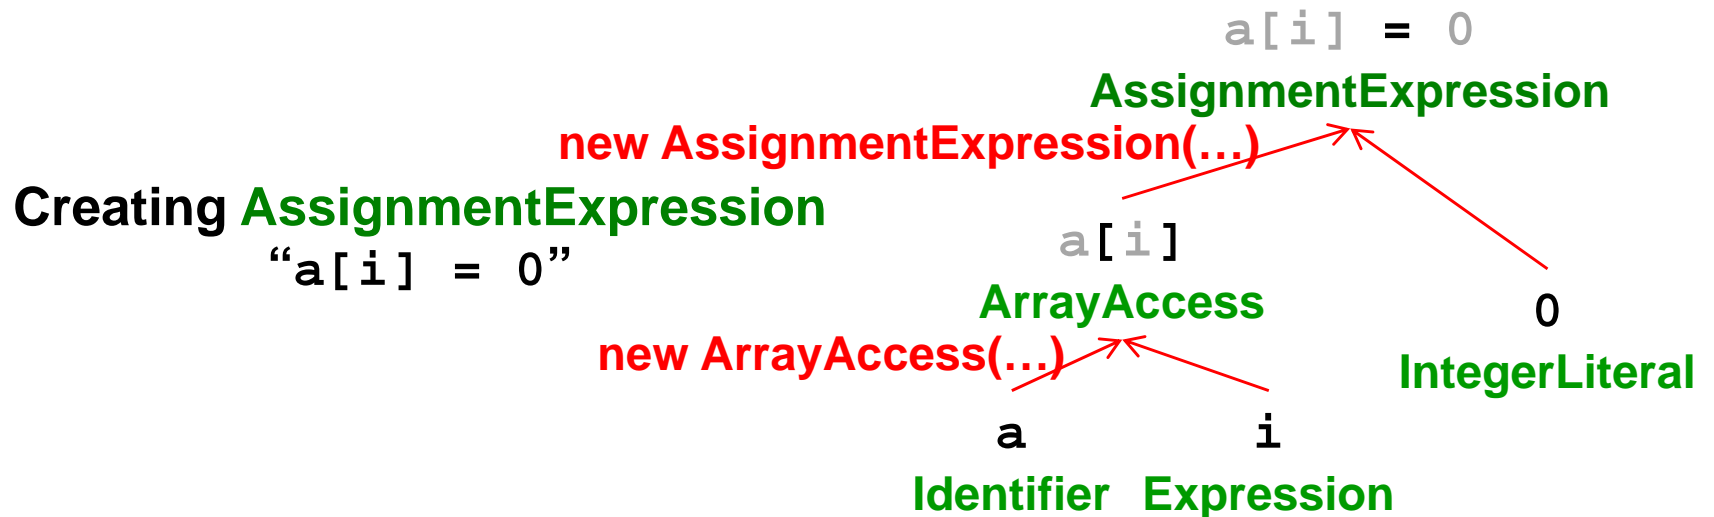 a[i] = 0
AssignmentExpression
new AssignmentExpression(…)
Creating AssignmentExpression
“a[i] = 0”
a[i]
ArrayAccess
0
new ArrayAccess(…)
IntegerLiteral
a
i
Identifier
Expression